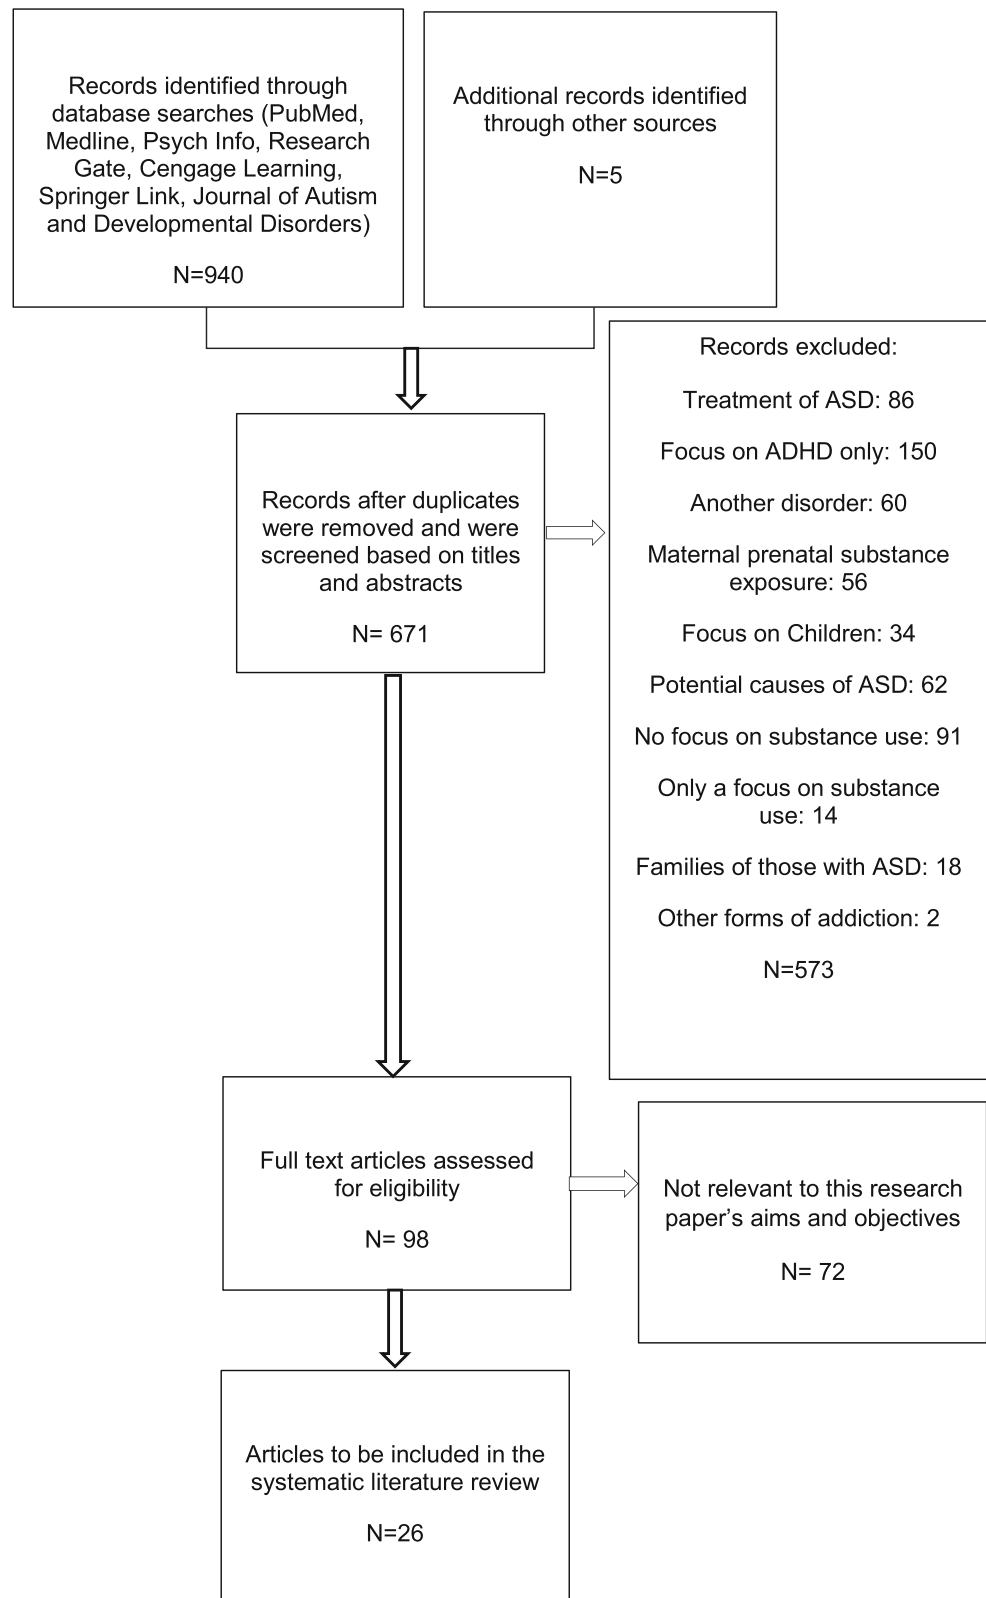 Records identified through
database searches (PubMed,
Medline, Psych Info, Research
Gate, Cengage Learning,
Springer Link, Journal of Autism
and Developmental Disorders)
N=940
Additional records identified
through other sources
N=5
Records after duplicates
were removed and were
screened based on titles
and abstracts
N= 671
Records excluded:
Treatment of ASD: 86
Focus on ADHD only: 150
Another disorder: 60
Maternal prenatal substance
exposure: 56
Focus on Children: 34
Potential causes of ASD: 62
No focus on substance use: 91
Only a focus on substance
use: 14
Families of those with ASD: 18
Other forms of addiction: 2
N=573
Full text articles assessed
for eligibility
N= 98
Not relevant to this research
paper’s aims and objectives
N= 72
Articles to be included in the
systematic literature review
N=26